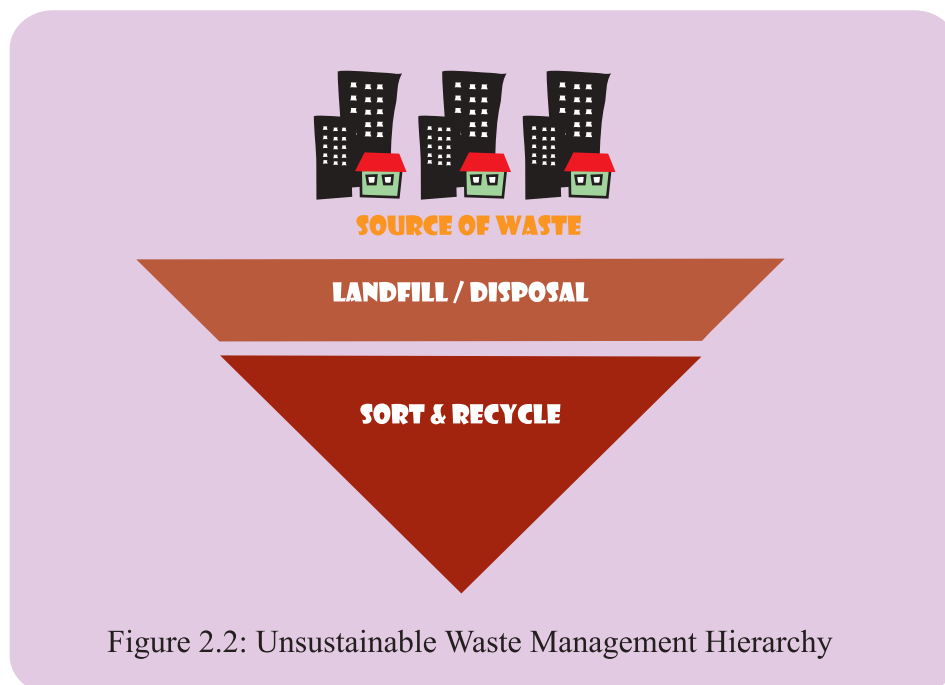 SOURCE OF WASTE
LANDFILL / DISPOSAL
SORT & RECYCLE
Figure 2.2: Unsustainable Waste Management Hierarchy